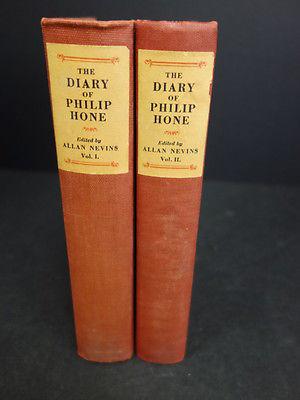 THE
DIARY
OF
PHILIP
HONE
Edited by
ALLAN NEVINS
Vol. I.
THE
DIARY
OF
PHILIP
HONE
Edited by
ALLAN NEVINS
Vol. II.